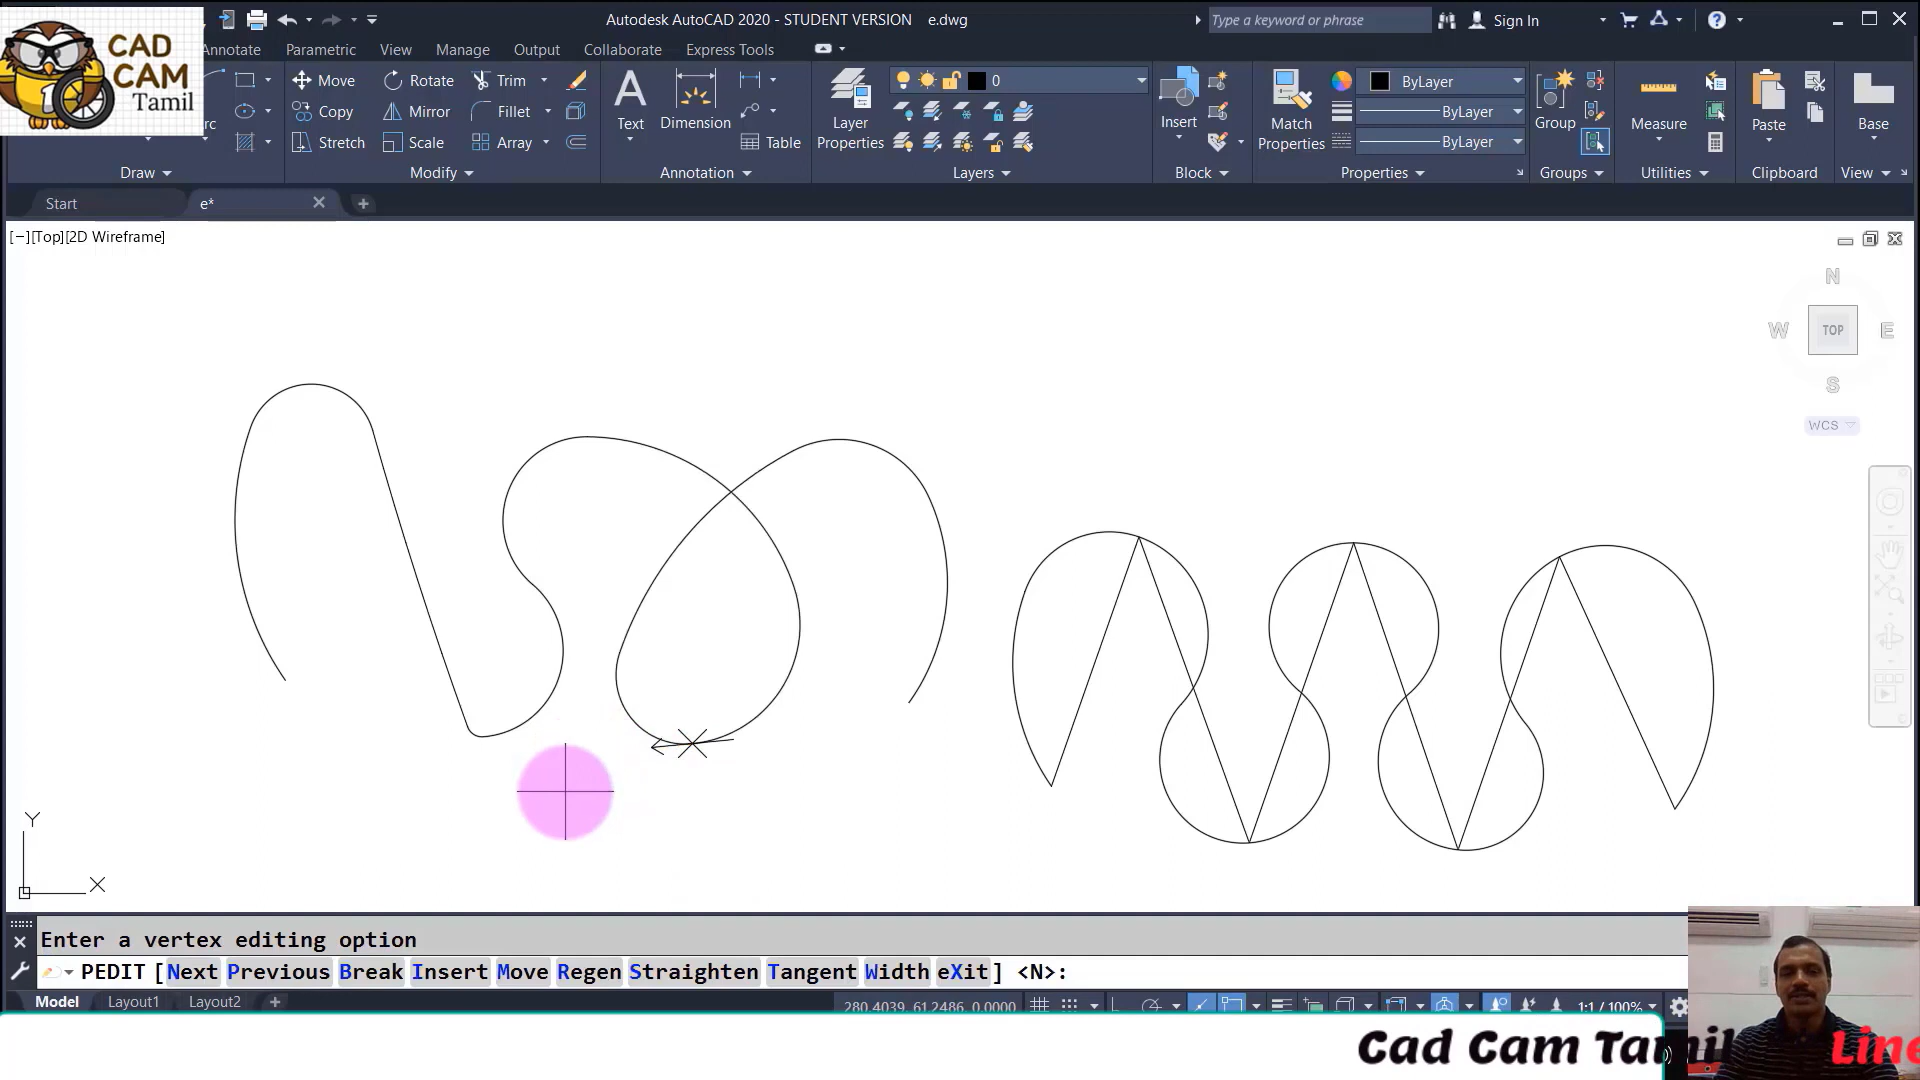 CAD
CAM
Tamil
Autodesk AutoCAD 2020 - STUDENT VERSION e.dwg
Type a keyword or phrase
Sign In
Annotate Parametric View Manage Output Collaborate Express Tools
Move Rotate Trim
Copy Mirror Fillet
Stretch Scale Array
Text
Dimension
Table
Layer
Properties
0
Insert
Match
Properties
ByLayer
ByLayer
ByLayer
Group
Measure
Paste
Base
Draw Modify Annotation Layers Block Properties Groups Utilities Clipboard View
Start e*
[−][Top][2D Wireframe]
N
W TOP E
S
WCS
Y
X
Enter a vertex editing option
PEDIT [Next Previous Break Insert Move Regen Straighten Tangent Width eXit] <N>:
Model Layout1 Layout2 +
280.4039, 61.2486, 0.0000
1:1 / 100%
Cad Cam Tamil Line